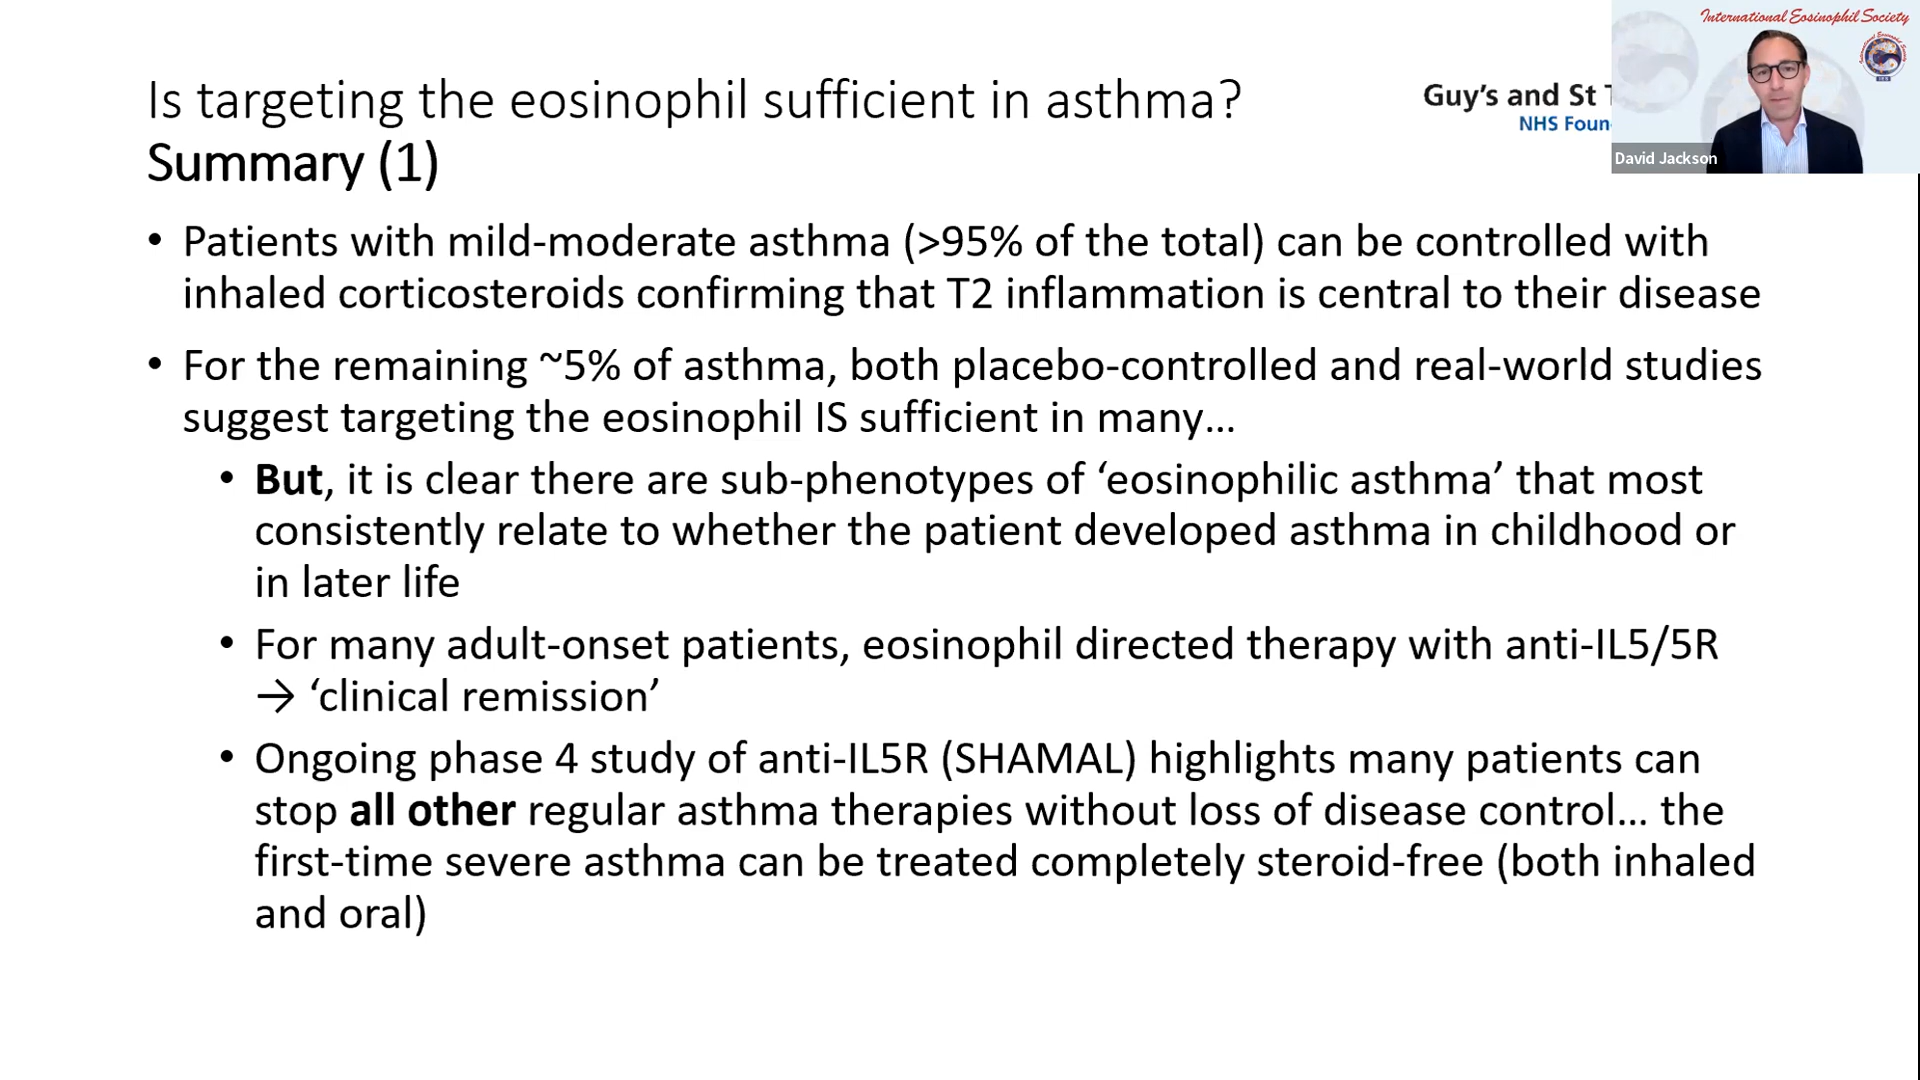 International Eosinophil Society
Is targeting the eosinophil sufficient in asthma?
Summary (1)
Guy's and St
NHS Foun
David Jackson
• Patients with mild-moderate asthma (>95% of the total) can be controlled with
inhaled corticosteroids confirming that T2 inflammation is central to their disease
• For the remaining ~5% of asthma, both placebo-controlled and real-world studies
suggest targeting the eosinophil IS sufficient in many…
• But, it is clear there are sub-phenotypes of ‘eosinophilic asthma’ that most
consistently relate to whether the patient developed asthma in childhood or
in later life
• For many adult-onset patients, eosinophil directed therapy with anti-IL5/5R
→ ‘clinical remission’
• Ongoing phase 4 study of anti-IL5R (SHAMAL) highlights many patients can
stop all other regular asthma therapies without loss of disease control… the
first-time severe asthma can be treated completely steroid-free (both inhaled
and oral)